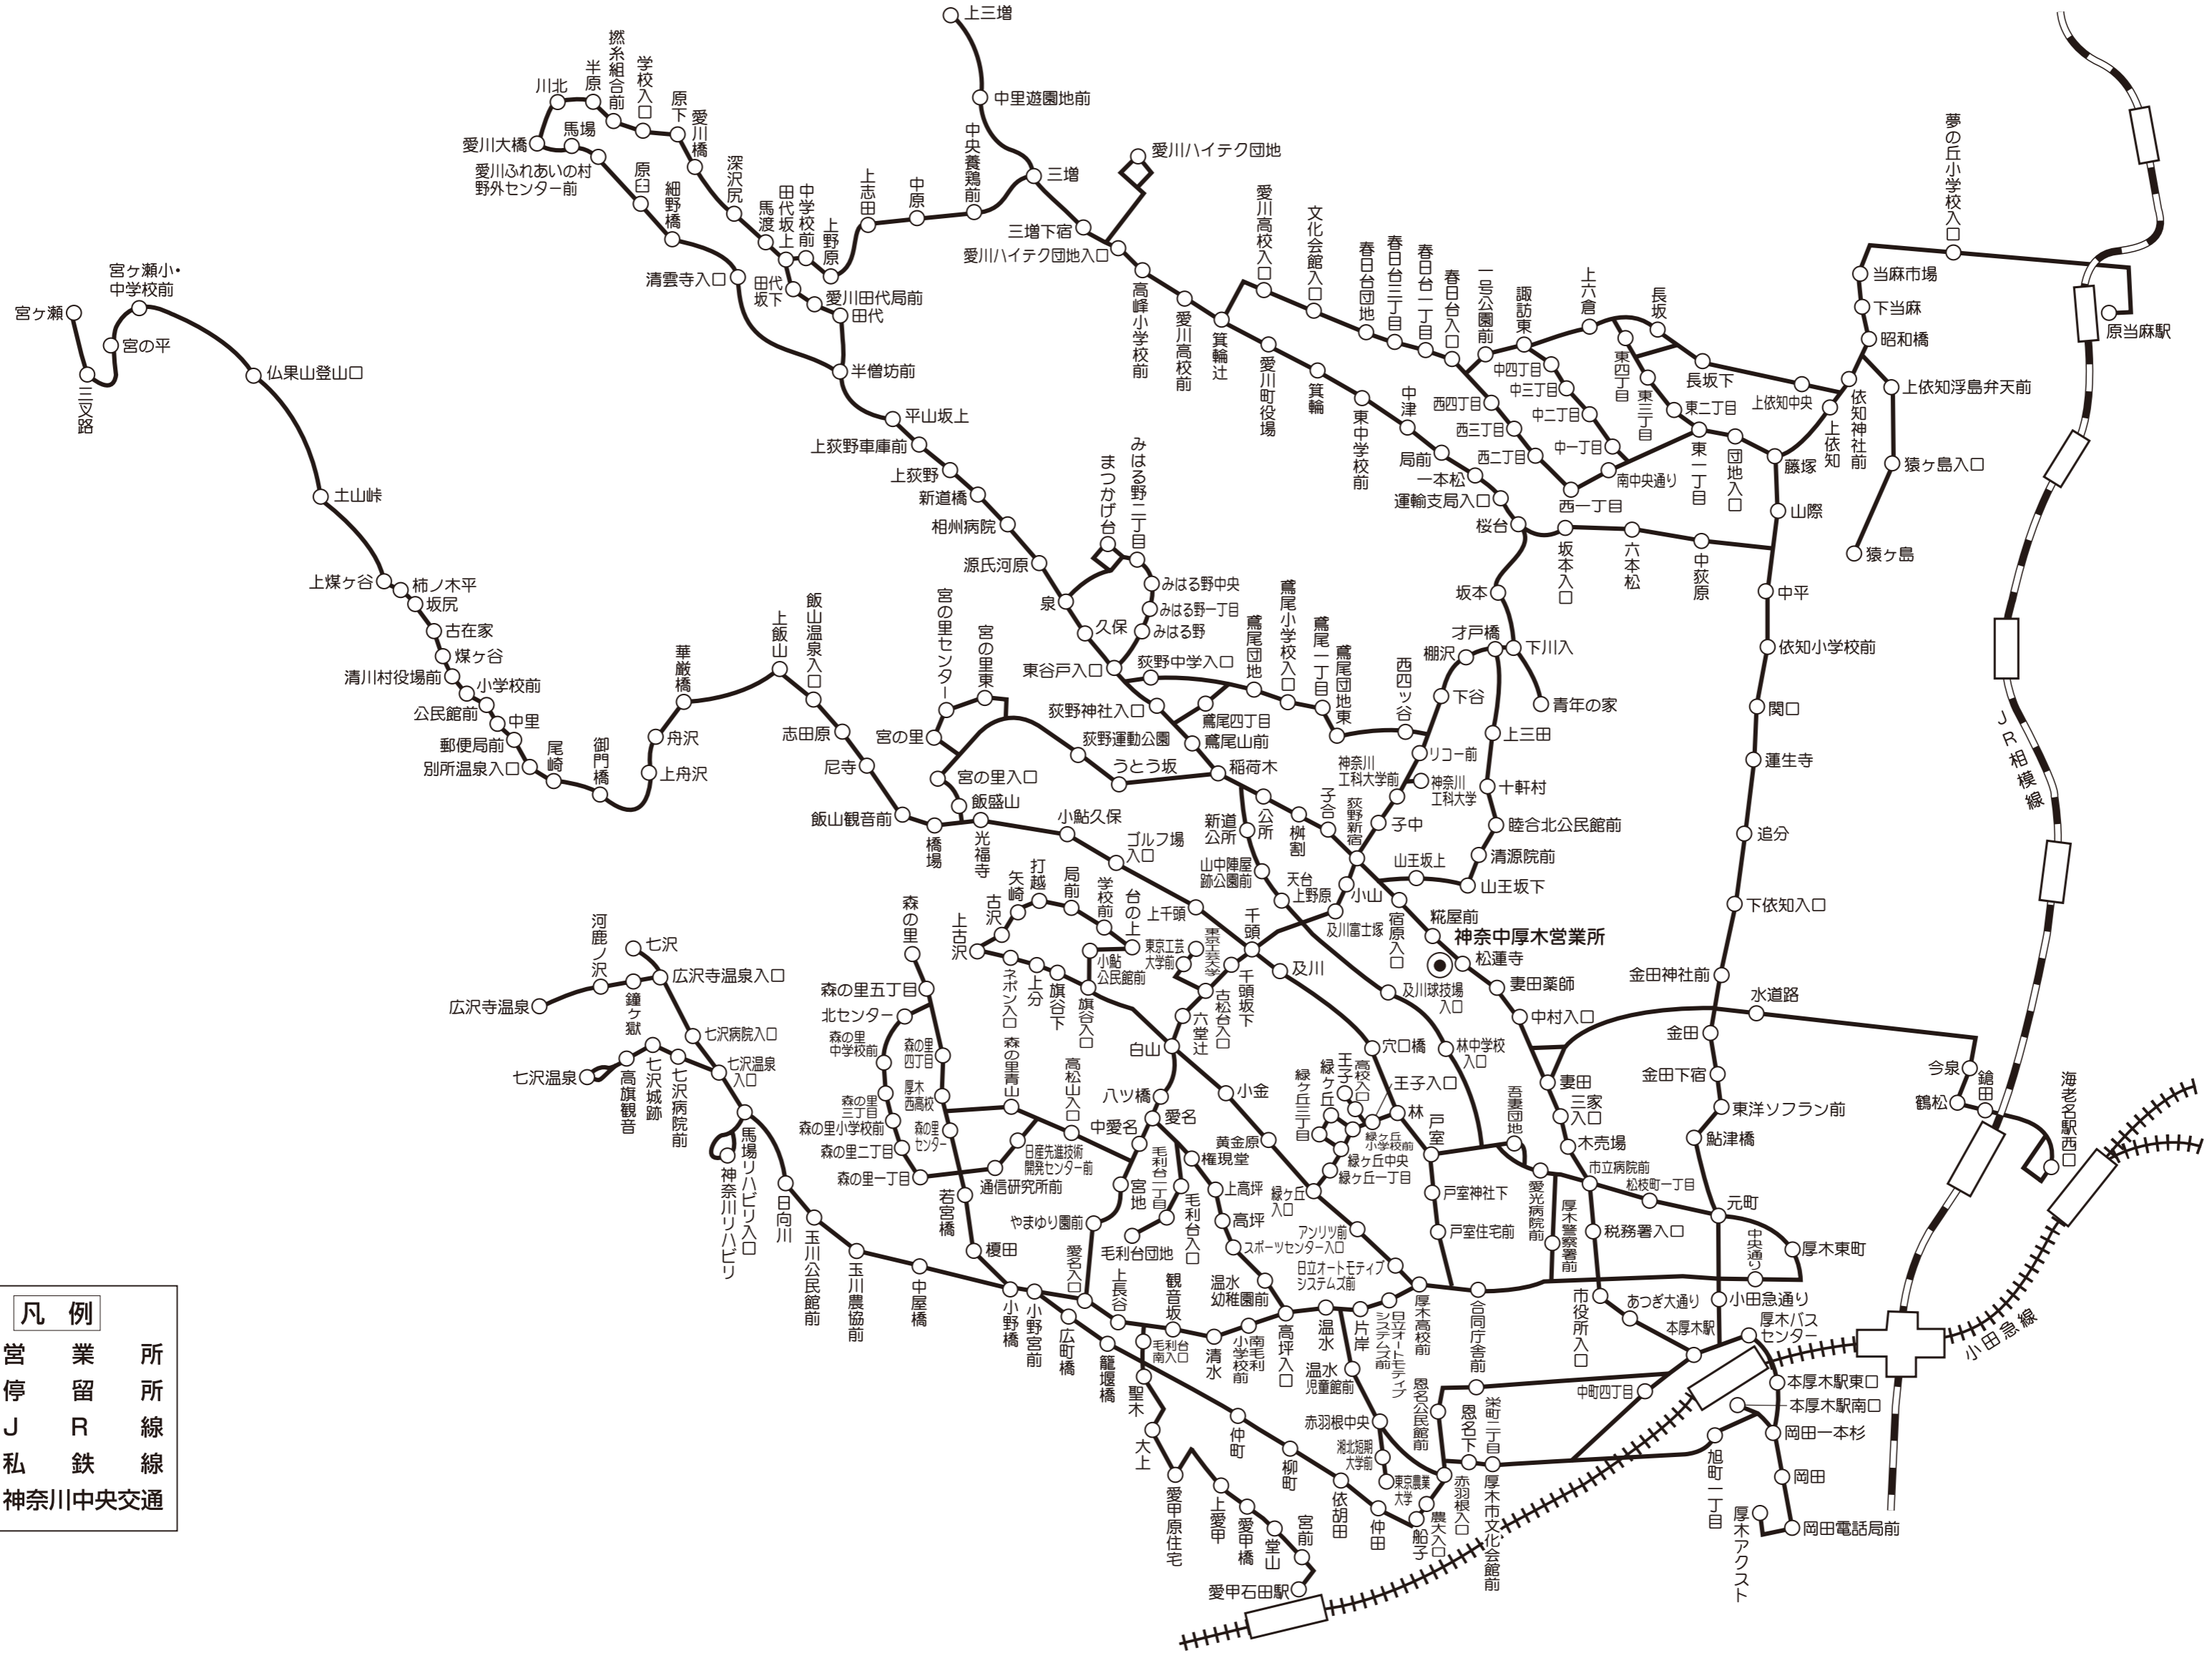 上三増
中里遊園地前
三増
中央養鶏前
中原
上志田
上野原
中学校前
田代坂上
馬渡
深沢尻
愛川橋
原下
学校入口
撚糸組合前
半原
川北
愛川大橋
馬場
愛川ふれあいの村
野外センター前
原臼
細野橋
清雲寺入口
田代
坂下
愛川田代局前
田代
半僧坊前
平山坂上
上荻野車庫前
上荻野
新道橋
相州病院
源氏河原
泉
久保
東谷戸入口
まつかげ台
みはる野二丁目
みはる野中央
みはる野一丁目
みはる野
三増下宿
愛川ハイテク団地入口
愛川ハイテク団地
高峰小学校前
愛川高校前
箕輪辻
愛川町役場
箕輪
東中学校前
中津
局前
一本松
運輸支局入口
桜台
愛川高校入口
文化会館入口
春日台団地
春日台三丁目
春日台一丁目
春日台入口
一号公園前
諏訪東
上六倉
長坂
長坂下
上依知中央
中四丁目
中三丁目
中二丁目
中一丁目
西四丁目
西三丁目
西二丁目
西一丁目
南中央通り
東四丁目
東三丁目
東二丁目
東一丁目
団地入口
藤塚
上依知
依知神社前
昭和橋
下当麻
当麻市場
夢の丘小学校入口
原当麻駅
上依知浮島弁天前
猿ヶ島入口
猿ヶ島
山際
坂本入口
六本松
中荻原
坂本
才戸橋
下川入
青年の家
棚沢
下谷
上三田
十軒村
睦合北公民館前
清源院前
山王坂下
山王坂上
中平
依知小学校前
関口
蓮生寺
追分
下依知入口
金田神社前
水道路
金田
金田下宿
東洋ソフラン前
鮎津橋
元町
今泉
鶴松
鎗田
海老名駅西口
JR相模線
小田急線
宮ヶ瀬
三叉路
宮の平
宮ヶ瀬小・
中学校前
仏果山登山口
土山峠
上煤ヶ谷
柿ノ木平
坂尻
古在家
煤ヶ谷
清川村役場前
小学校前
公民館前
中里
郵便局前
別所温泉入口
尾崎
御門橋
上舟沢
舟沢
華厳橋
上飯山
飯山温泉入口
志田原
尼寺
飯山観音前
橋場
光福寺
飯盛山
宮の里入口
宮の里
宮の里センター
宮の里東
荻野運動公園
うとう坂
稲荷木
荻野中学入口
荻野神社入口
鳶尾山前
鳶尾四丁目
鳶尾団地
鳶尾小学校入口
鳶尾一丁目
鳶尾団地東
西四ッ谷
リコー前
神奈川
工科大学前
神奈川
工科大学
子中
荻野新宿
子合
桝割
公所
新道
公所
山中陣屋
跡公園前
天台
上野原
小山
及川富士塚
宿原入口
糀屋前
神奈中厚木営業所
松蓮寺
妻田薬師
中村入口
妻田
三家
入口
木売場
市立病院前
松枝町一丁目
税務署入口
市役所入口
あつぎ大通り
本厚木駅
厚木東町
中央通り
小田急通り
厚木バス
センター
本厚木駅東口
本厚木駅南口
岡田一本杉
岡田
岡田電話局前
厚木アクスト
旭町一丁目
中町四丁目
小鮎久保
ゴルフ場
入口
上千頭
千頭
及川
及川球技場
入口
林中学校
入口
穴口橋
林
王子入口
王子
高校入口
緑ヶ丘
緑ヶ丘三丁目
緑ヶ丘
小学校前
緑ヶ丘中央
緑ヶ丘一丁目
緑ヶ丘
入口
戸室
戸室神社下
戸室住宅前
吾妻団地
愛光病院前
厚木警察署前
千頭坂下
古松台入口
東京工芸
大学前
東京工芸大学
六堂辻
白山
小金
黄金原
アンリツ前
日立オートモティブ
システムズ前
厚木高校前
合同庁舎前
上古沢
古沢
矢崎
打越
局前
学校前
台の上
小鮎
公民館前
ネボン入口
上分
旗谷下
旗谷入口
八ツ橋
愛名
中愛名
宮地
やまゆり園前
愛名入口
毛利台二丁目
毛利台団地
毛利台入口
権現堂
上高坪
高坪
スポーツセンター入口
温水
幼稚園前
高坪入口
温水
片岸
日立オートモティブ
システムズ前
森の里
森の里五丁目
北センター
森の里
中学校前
森の里
三丁目
森の里小学校前
森の里二丁目
森の里一丁目
森の里
四丁目
厚木
西高校
森の里
センター
森の里青山
高松山入口
日産先進技術
開発センター前
通信研究所前
若宮橋
榎田
小野橋
小野宮前
広町橋
籠堰橋
上長谷
観音坂
清水
南毛利
小学校前
毛利台
南入口
聖木
大上
愛甲原住宅
上愛甲
愛甲橋
堂山
宮前
愛甲石田駅
仲町
柳町
依胡田
仲田
船子
農大入口
赤羽根入口
恩名下
厚木市文化会館前
栄町二丁目
恩名公民館前
温水
児童館前
赤羽根中央
湘北短期
大学前
東京農業
大学
七沢
広沢寺温泉入口
河鹿ノ沢
鐘ヶ嶽
広沢寺温泉
七沢病院入口
七沢温泉
入口
七沢病院前
七沢城跡
高旗観音
七沢温泉
馬場リハビリ入口
神奈川リハビリ
日向川
玉川公民館前
玉川農協前
中屋橋
凡例
営業所
停留所
JR線
私鉄線
神奈川中央交通